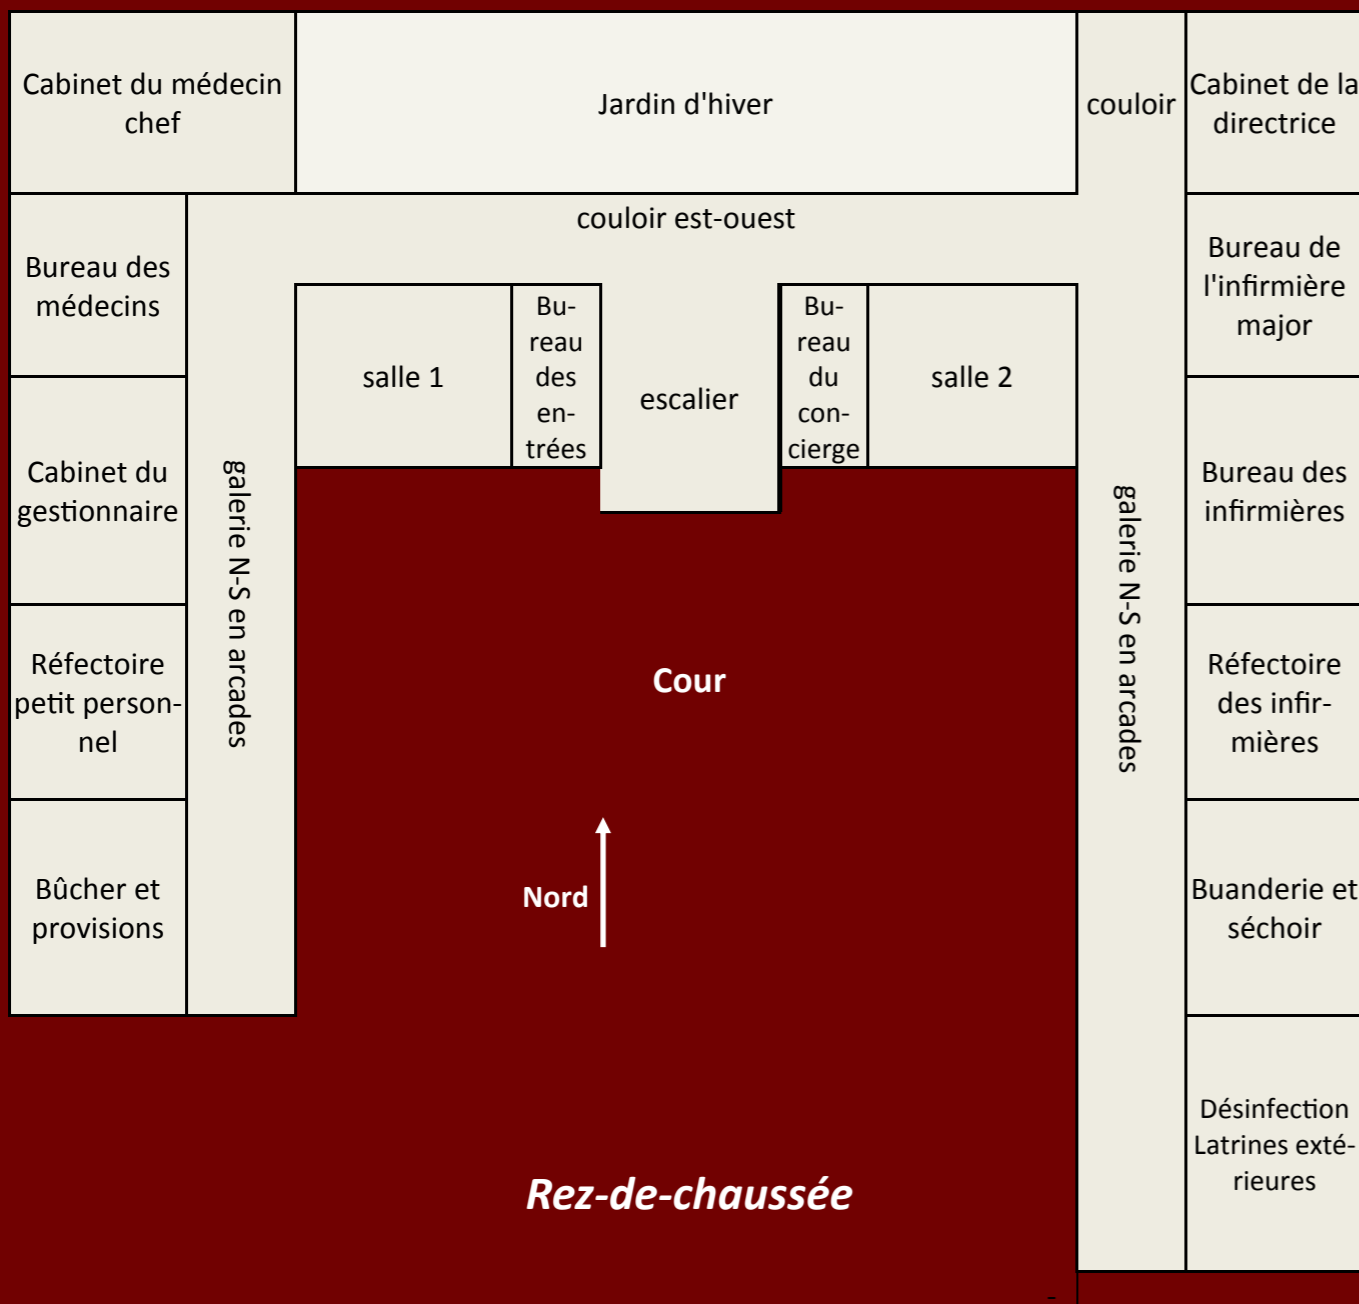 Cabinet du médecin
chef
Jardin d'hiver
couloir
Cabinet de la
directrice
couloir est-ouest
Bureau des
médecins
Bureau de
l'infirmière
major
salle 1
Bu-
reau
des
en-
trées
escalier
Bu-
reau
du
con-
cierge
salle 2
Cabinet du
gestionnaire
galerie N-S en arcades
galerie N-S en arcades
Bureau des
infirmières
Réfectoire
petit person-
nel
Cour
Réfectoire
des infir-
mières
Bûcher et
provisions
Nord
Buanderie et
séchoir
Désinfection
Latrines exté-
rieures
Rez-de-chaussée